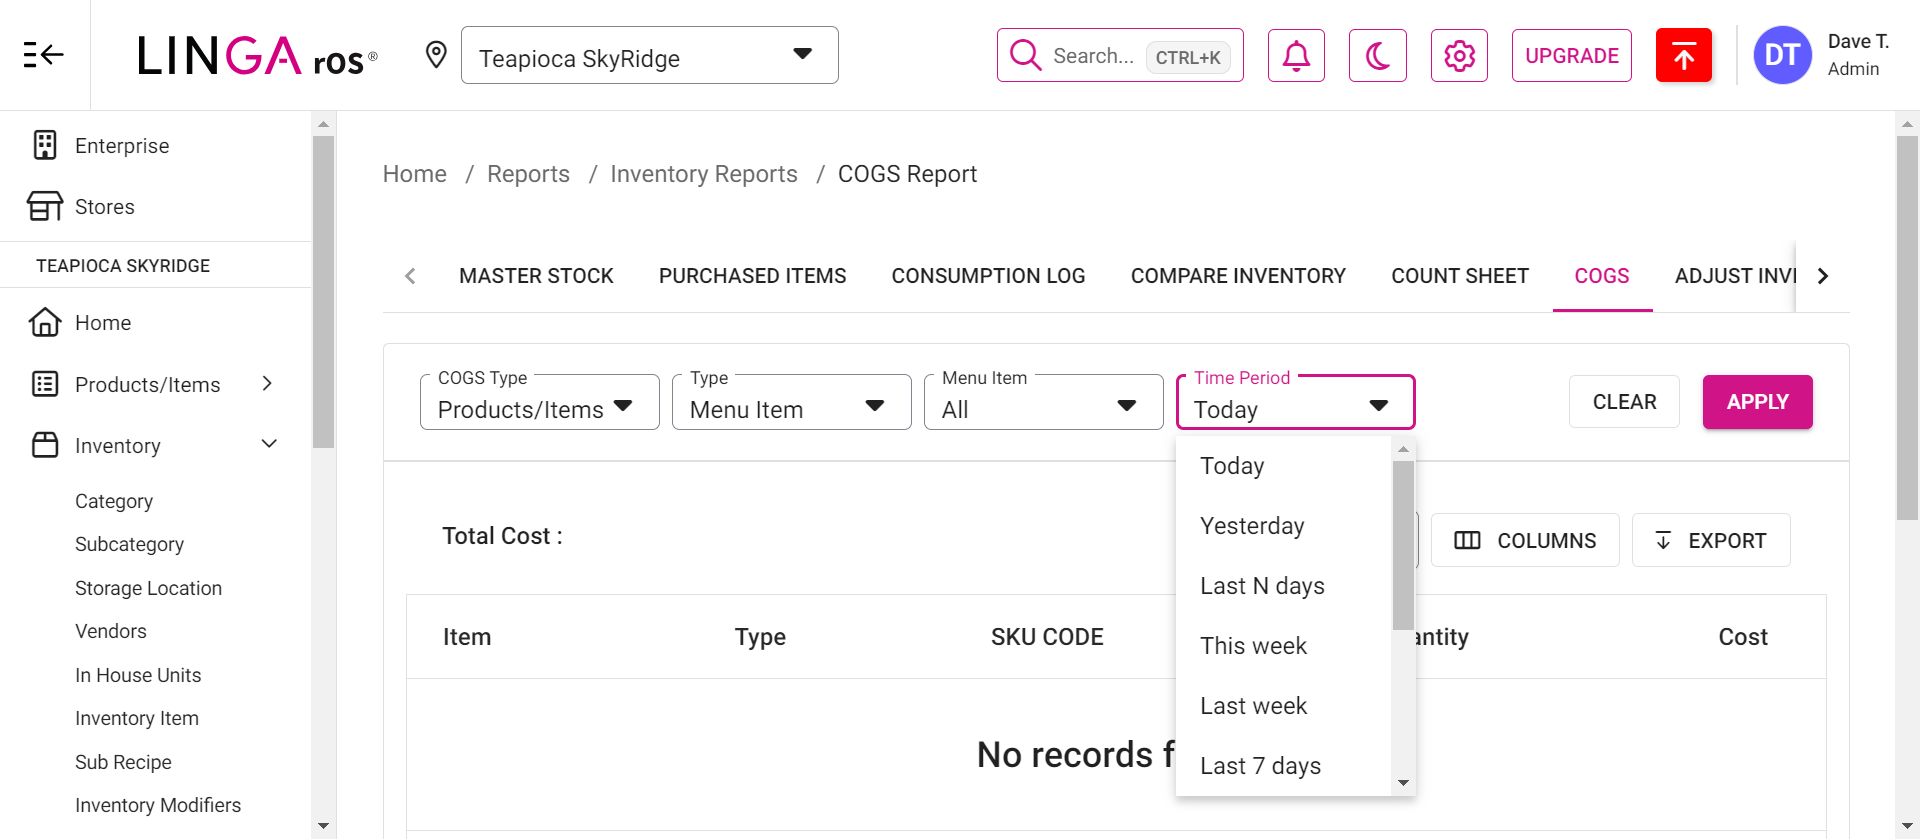 LINGA ros®
Teapioca SkyRidge
Search... CTRL+K
UPGRADE
DT
Dave T.
Admin
Enterprise
Stores
TEAPIOCA SKYRIDGE
Home
Products/Items
Inventory
Category
Subcategory
Storage Location
Vendors
In House Units
Inventory Item
Sub Recipe
Inventory Modifiers
Home / Reports / Inventory Reports / COGS Report
MASTER STOCK PURCHASED ITEMS CONSUMPTION LOG COMPARE INVENTORY COUNT SHEET COGS ADJUST INVE
COGS Type
Products/Items
Type
Menu Item
Menu Item
All
Time Period
Today
CLEAR
APPLY
Today
Yesterday
Last N days
This week
Last week
Last 7 days
Total Cost :
COLUMNS
EXPORT
Item Type SKU CODE antity Cost
No records f